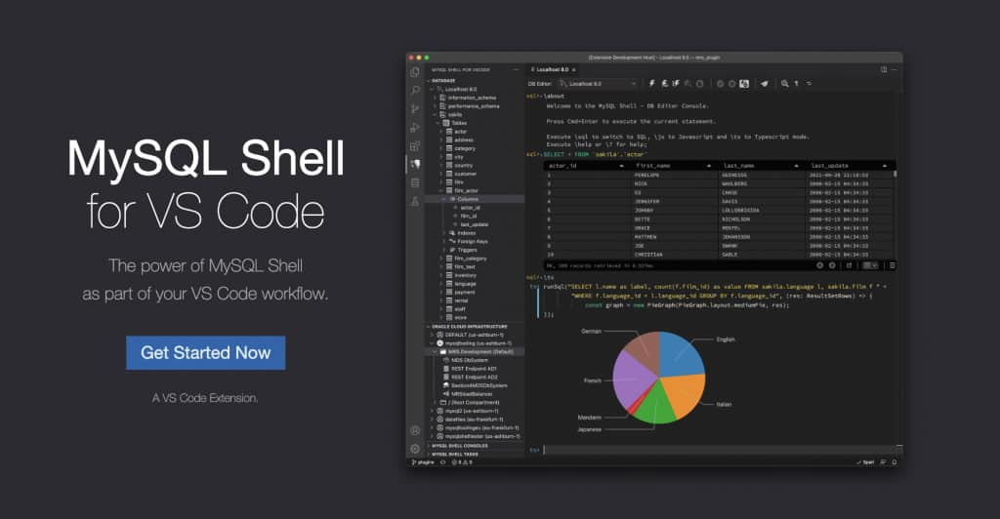 MySQL Shell
for VS Code
The power of MySQL Shell
as part of your VS Code workflow.
Get Started Now
A VS Code Extension.
[Extension Development Host] - Localhost 8.0 — mrs_plugin
MYSQL SHELL FOR VSCODE
DATABASE
Localhost 8.0
information_schema
performance_schema
sakila
Tables
actor
address
category
city
country
customer
film
film_actor
Columns
actor_id
film_id
last_update
Indexes
Foreign Keys
Triggers
film_category
film_text
inventory
language
payment
rental
staff
store
ORACLE CLOUD INFRASTRUCTURE
DEFAULT (us-ashburn-1)
mysqltooling (us-ashburn-1)
MRS Development (Default)
MDS DbSystem
REST Endpoint AD1
REST Endpoint AD2
Bastion4MDSDbSystem
MRSloadBalancer
/ (Root Compartment)
mysql2 (us-ashburn-1)
datafiles (eu-frankfurt-1)
mysqltoolingeu (eu-frankfurt-1)
mysqlshelltester (us-ashburn-1)
MYSQL SHELL CONSOLES
MYSQL SHELL TASKS
Localhost 8.0
DB Editor: Localhost 8.0
sql> \about
Welcome to the MySQL Shell - DB Editor Console.
Press Cmd+Enter to execute the current statement.
Execute \sql to switch to SQL, \js to Javascript and \ts to Typescript mode.
Execute \help or \? for help;
sql> SELECT * FROM `sakila`.`actor`
actor_id first_name last_name last_update
1 PENELOPE GUINESS
2 NICK WAHLBERG 2006-02-15 04:34:33
3 ED CHASE 2006-02-15 04:34:33
4 JENNIFER DAVIS 2006-02-15 04:34:33
5 JOHNNY LOLLOBRIGIDA 2006-02-15 04:34:33
6 BETTE NICHOLSON 2006-02-15 04:34:33
7 GRACE MOSTEL 2006-02-15 04:34:33
8 MATTHEW JOHANSSON 2006-02-15 04:34:33
9 JOE SWANK 2006-02-15 04:34:33
10 CHRISTIAN GABLE 2006-02-15 04:34:33
OK, records retrieved in
sql> \ts
ts> runSql("SELECT l.name as label, count(f.film_id) as value FROM sakila.language l, sakila.film f " +
"WHERE f.language_id = l.language_id GROUP BY f.language_id", (res: ResultSetRows) => {
const graph = new PieGraph(PieGraph.layout.mediumPie, res);
});
German
English
French
Italian
Mandarin
Japanese
ts>
plugins
0 0
Spell